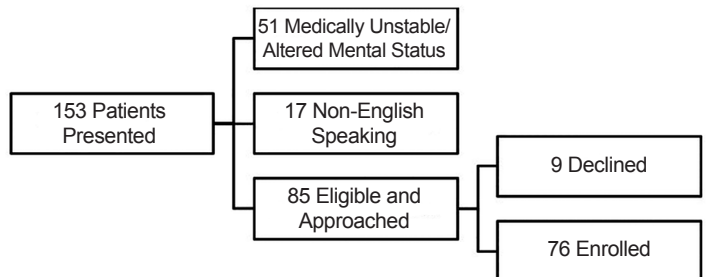 153 Patients
Presented
51 Medically Unstable/
Altered Mental Status
17 Non-English
Speaking
85 Eligible and
Approached
9 Declined
76 Enrolled